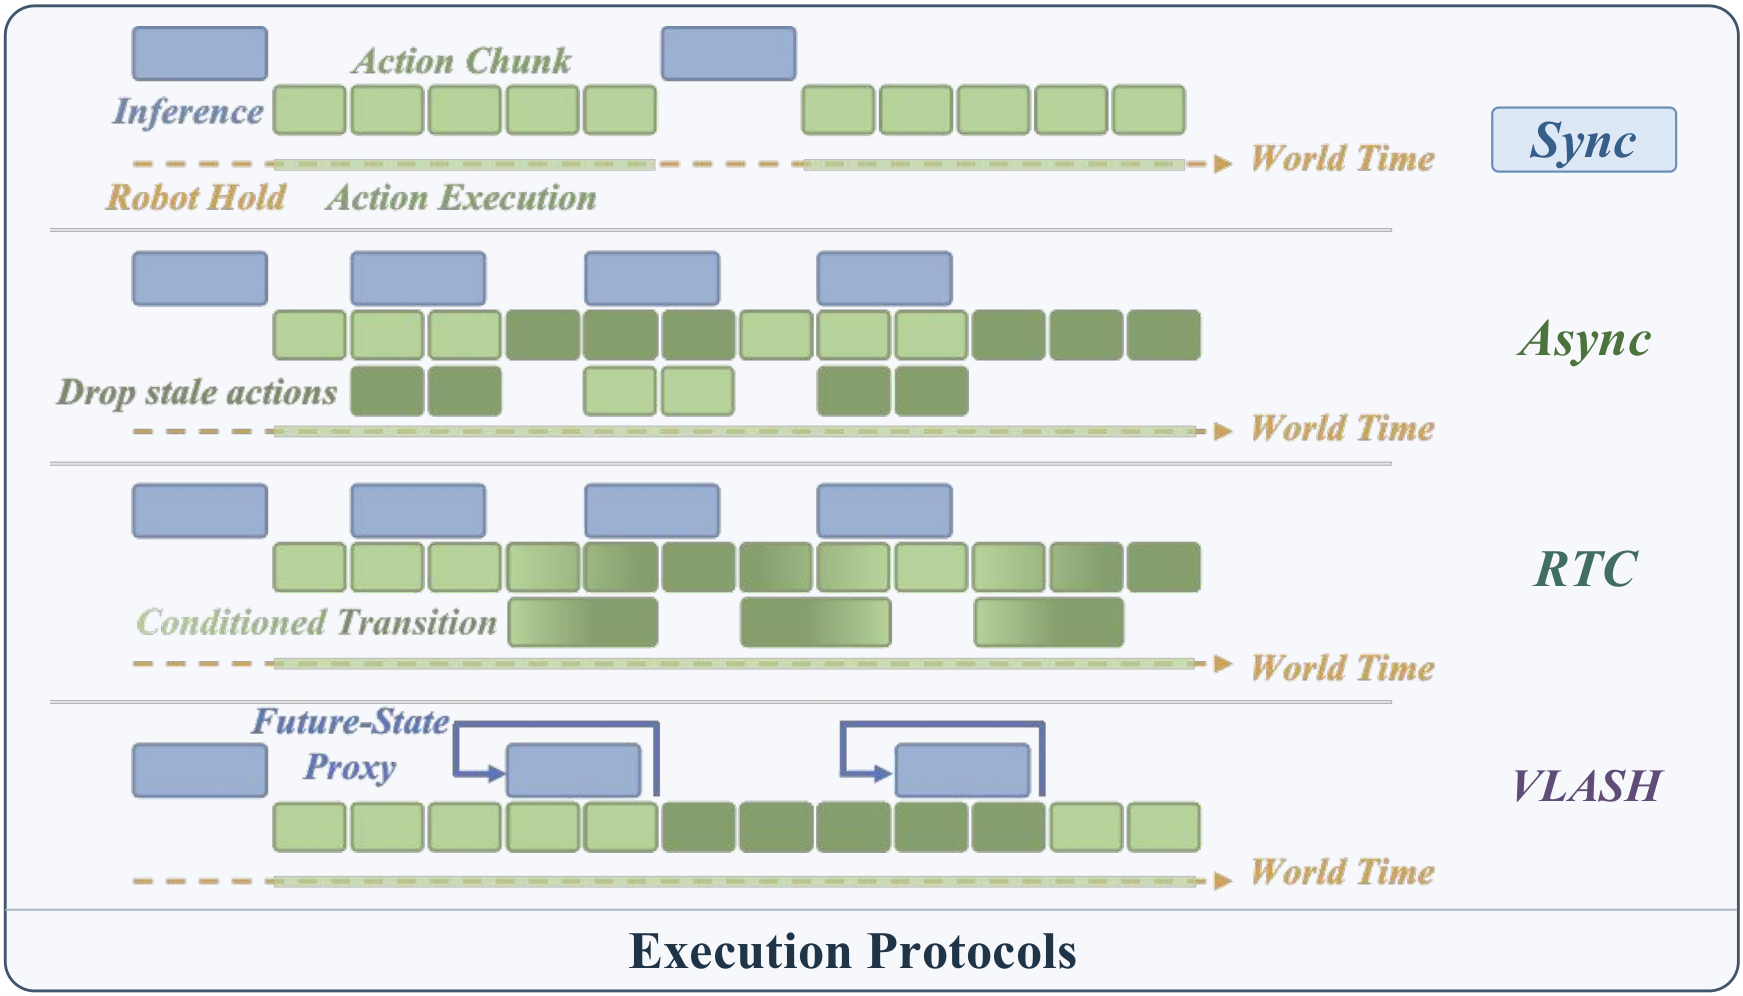 Action Chunk
Inference
World Time
Sync
Robot Hold
Action Execution
Async
Drop stale actions
World Time
RTC
Conditioned Transition
World Time
Future-State
Proxy
VLASH
World Time
Execution Protocols